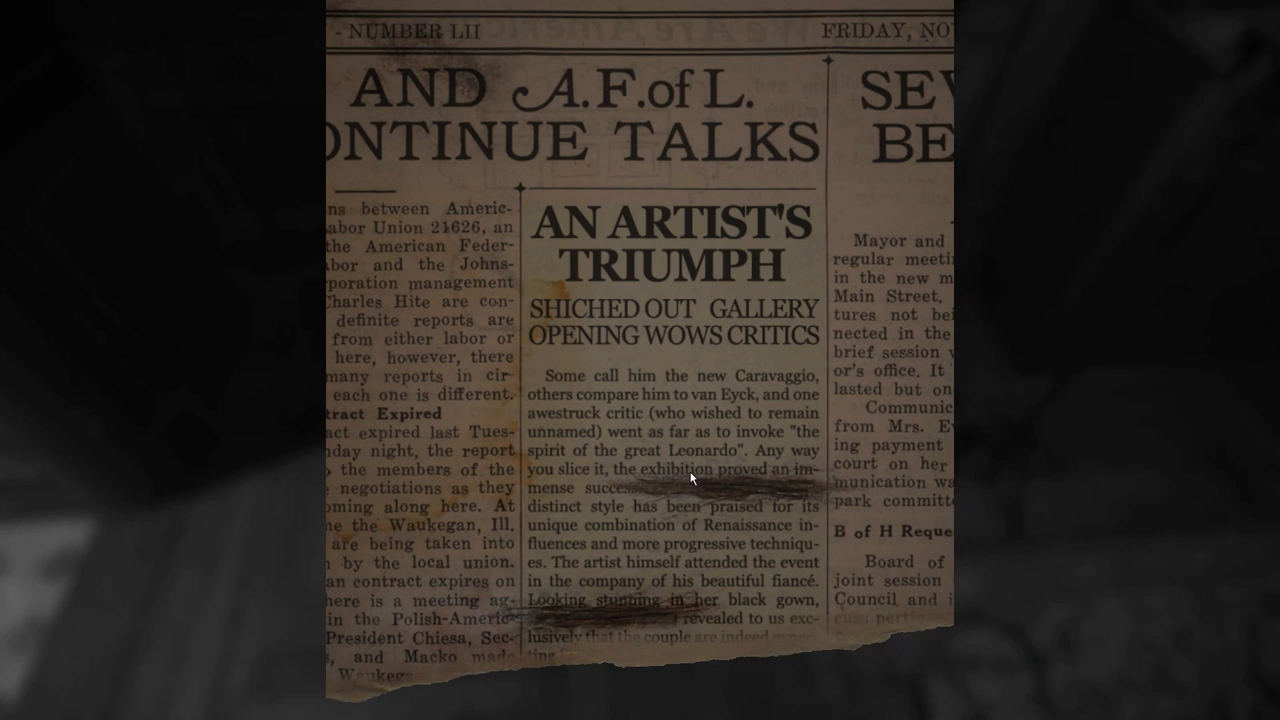 - NUMBER LII
FRIDAY, NO
AND A.F.of L.
ONTINUE TALKS
SEV
BE
ns between Americ-
abor Union 21626, an
the American Feder-
bor and the Johns-
poration management
Charles Hite are con-
definite reports are
from either labor or
here, however, there
many reports in cir-
each one is different.
tract Expired
act expired last Tues-
day night, the report
o the members of the
negotiations as they
oming along here. At
e the Waukegan, Ill.
are being taken into
n by the local union.
an contract expires on
here is a meeting ag-
in the Polish-Americ-
President Chiesa, Sec-
s, and Macko made
Waukega
AN ARTIST'S
TRIUMPH
SHICHED OUT GALLERY
OPENING WOWS CRITICS
Some call him the new Caravaggio,
others compare him to van Eyck, and one
awestruck critic (who wished to remain
unnamed) went as far as to invoke "the
spirit of the great Leonardo". Any way
you slice it, the exhibition proved an im-
mense succes
distinct style has been praised for its
unique combination of Renaissance in-
fluences and more progressive techniqu-
es. The artist himself attended the event
in the company of his beautiful fiancé.
Looking stunning in her black gown,
revealed to us exc-
lusively that the couple are indeed expec-
ting
Mayor and
regular meeti
in the new m
Main Street.
tures not bei
nected in the
brief session w
or's office. It
lasted but on
Communic
from Mrs. Ev
ing payment
court on her
munication wa
park committe
B of H Reque
Board of
joint session
Council and i